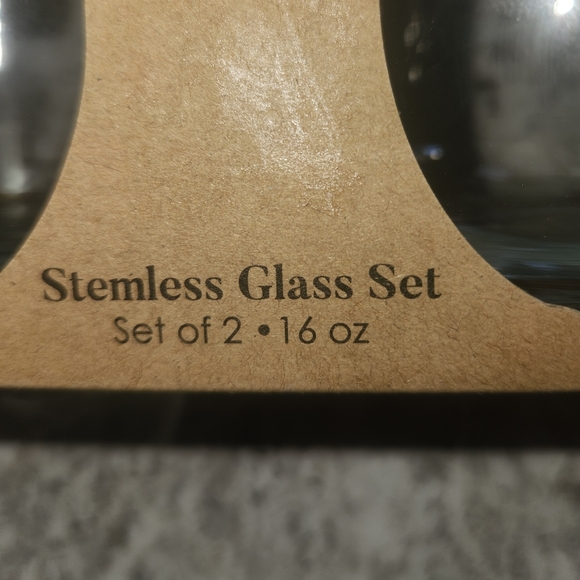 Stemless Glass Set
Set of 2 • 16 oz